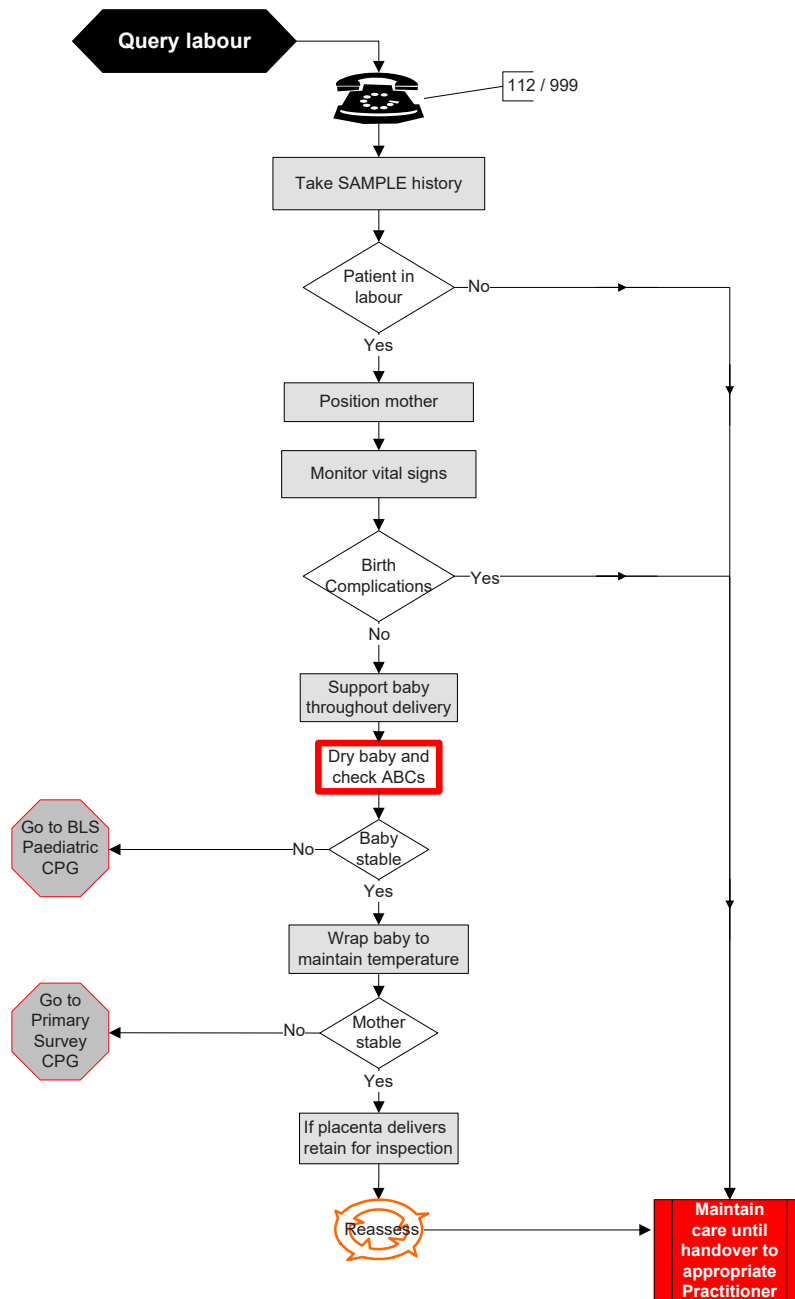 Query labour
112 / 999
Take SAMPLE history
Patient in
labour
No
Yes
Position mother
Monitor vital signs
Birth
Complications
Yes
No
Support baby
throughout delivery
Dry baby and
check ABCs
Go to BLS
Paediatric
CPG
No
Baby
stable
Yes
Wrap baby to
maintain temperature
Go to
Primary
Survey
CPG
No
Mother
stable
Yes
If placenta delivers
retain for inspection
Reassess
Maintain
care until
handover to
appropriate
Practitioner